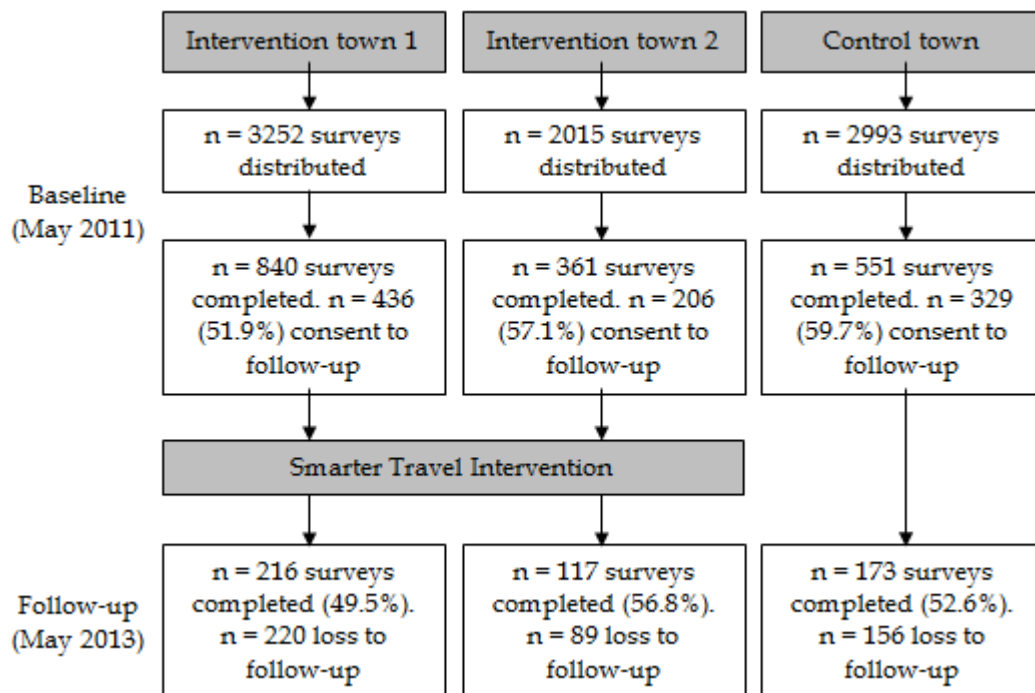 Intervention town 1
Intervention town 2
Control town
Baseline
(May 2011)
n = 3252 surveys
distributed
n = 2015 surveys
distributed
n = 2993 surveys
distributed
n = 840 surveys
completed. n = 436
(51.9%) consent to
follow-up
n = 361 surveys
completed. n = 206
(57.1%) consent to
follow-up
n = 551 surveys
completed. n = 329
(59.7%) consent to
follow-up
Smarter Travel Intervention
Follow-up
(May 2013)
n = 216 surveys
completed (49.5%).
n = 220 loss to
follow-up
n = 117 surveys
completed (56.8%).
n = 89 loss to
follow-up
n = 173 surveys
completed (52.6%).
n = 156 loss to
follow-up